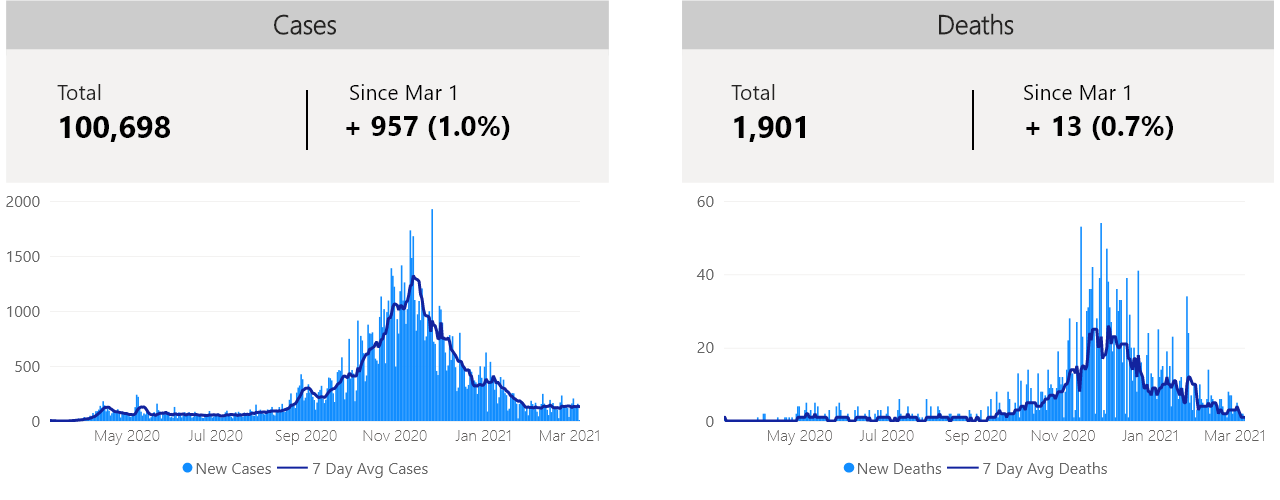 Cases
Total
Since Mar 1
100,698
+ 957 (1.0%)
2000
1500
1000
500
0
May 2020 Jul 2020 Sep 2020 Nov 2020 Jan 2021 Mar 2021
New Cases 7 Day Avg Cases
Deaths
Total
Since Mar 1
1,901
+ 13 (0.7%)
60
40
20
0
May 2020 Jul 2020 Sep 2020 Nov 2020 Jan 2021 Mar 2021
New Deaths 7 Day Avg Deaths